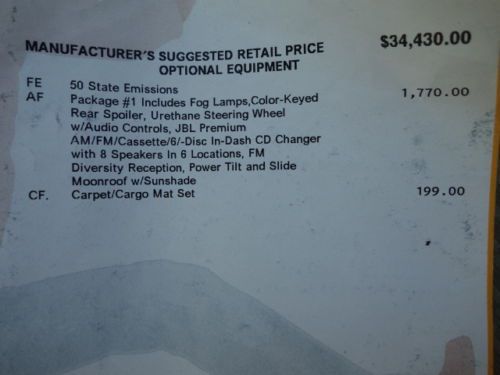 MANUFACTURER'S SUGGESTED RETAIL PRICE $34,430.00
OPTIONAL EQUIPMENT
FE 50 State Emissions
AF Package #1 Includes Fog Lamps,Color-Keyed 1,770.00
Rear Spoiler, Urethane Steering Wheel
w/Audio Controls, JBL Premium
AM/FM/Cassette/6/-Disc In-Dash CD Changer
with 8 Speakers In 6 Locations, FM
Diversity Reception, Power Tilt and Slide
Moonroof w/Sunshade
CF. Carpet/Cargo Mat Set 199.00